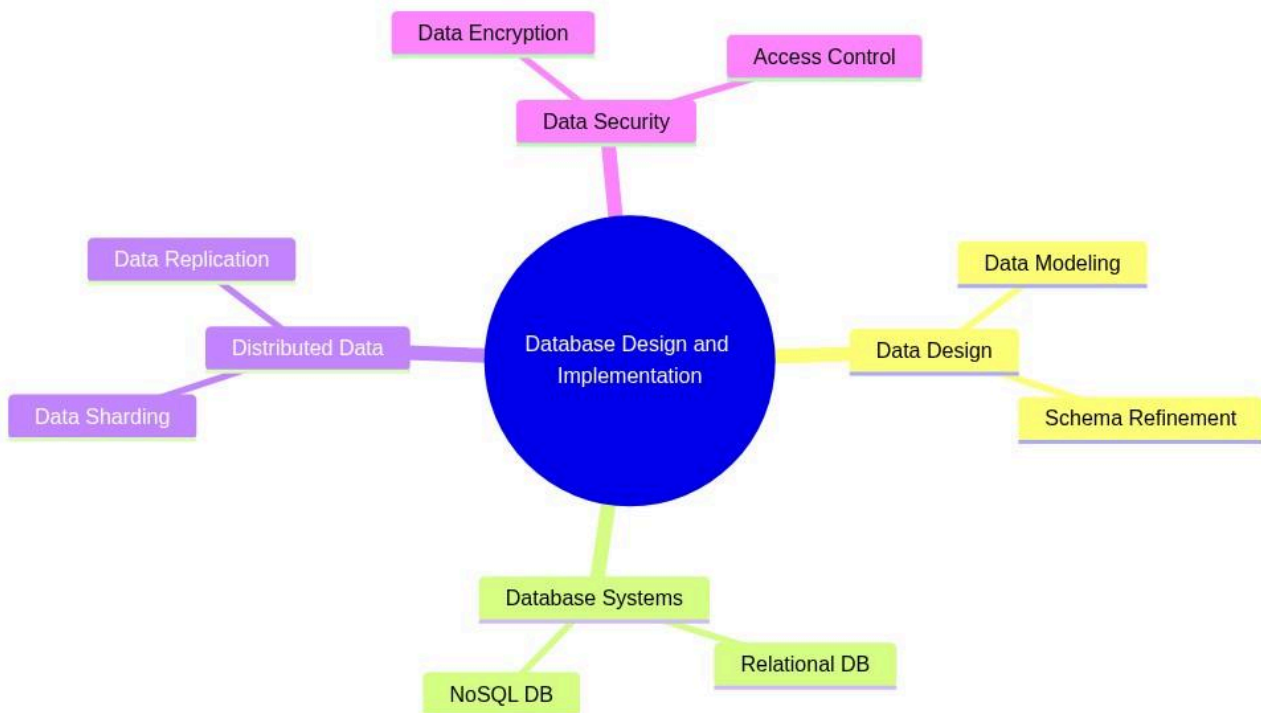 Data Encryption
Access Control
Data Security
Data Replication
Data Modeling
Distributed Data
Database Design and
Implementation
Data Design
Data Sharding
Schema Refinement
Database Systems
Relational DB
NoSQL DB